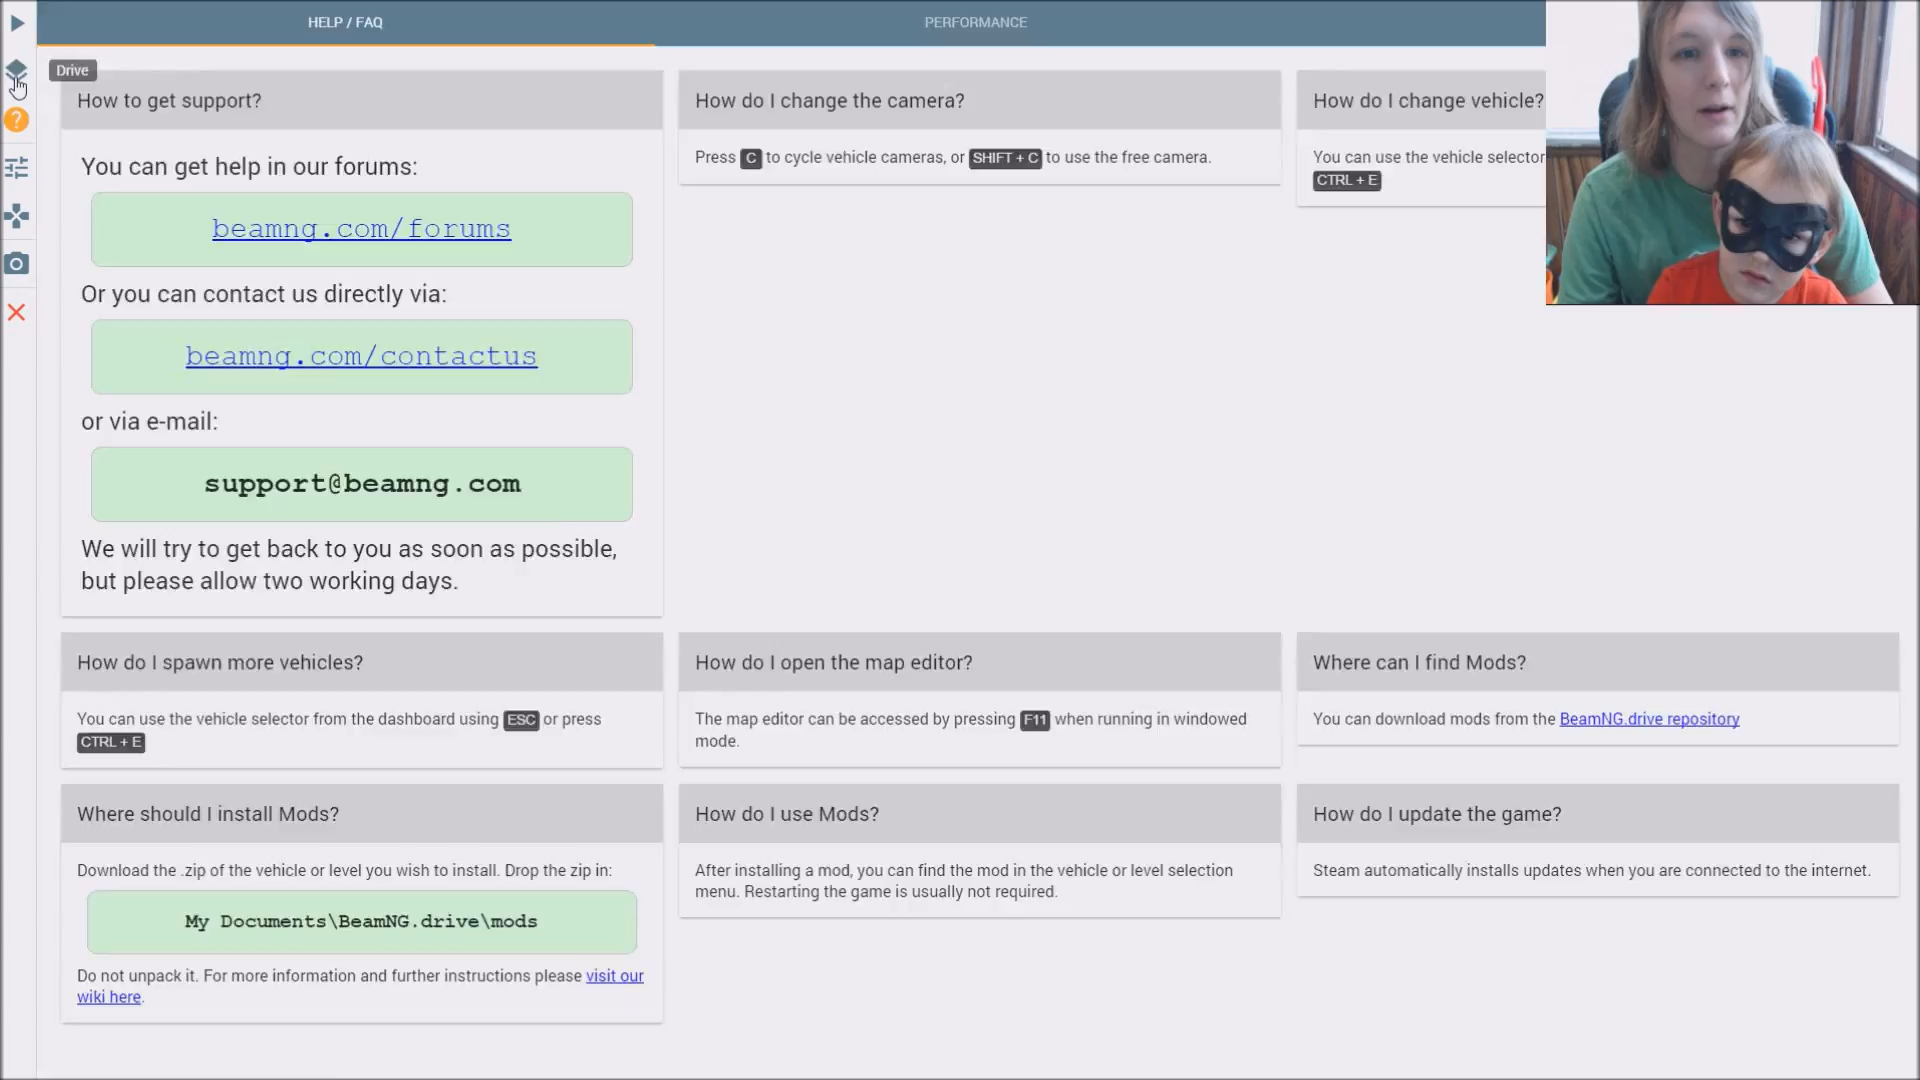 HELP / FAQ
PERFORMANCE
Drive
How to get support?
You can get help in our forums:
beamng.com/forums
Or you can contact us directly via:
beamng.com/contactus
or via e-mail:
support@beamng.com
We will try to get back to you as soon as possible,
but please allow two working days.
How do I change the camera?
Press C to cycle vehicle cameras, or SHIFT + C to use the free camera.
How do I change vehicle?
You can use the vehicle selector
CTRL + E
How do I spawn more vehicles?
You can use the vehicle selector from the dashboard using ESC or press
CTRL + E
How do I open the map editor?
The map editor can be accessed by pressing F11 when running in windowed
mode.
Where can I find Mods?
You can download mods from the BeamNG.drive repository
Where should I install Mods?
Download the .zip of the vehicle or level you wish to install. Drop the zip in:
My Documents\BeamNG.drive\mods
Do not unpack it. For more information and further instructions please visit our
wiki here.
How do I use Mods?
After installing a mod, you can find the mod in the vehicle or level selection
menu. Restarting the game is usually not required.
How do I update the game?
Steam automatically installs updates when you are connected to the internet.